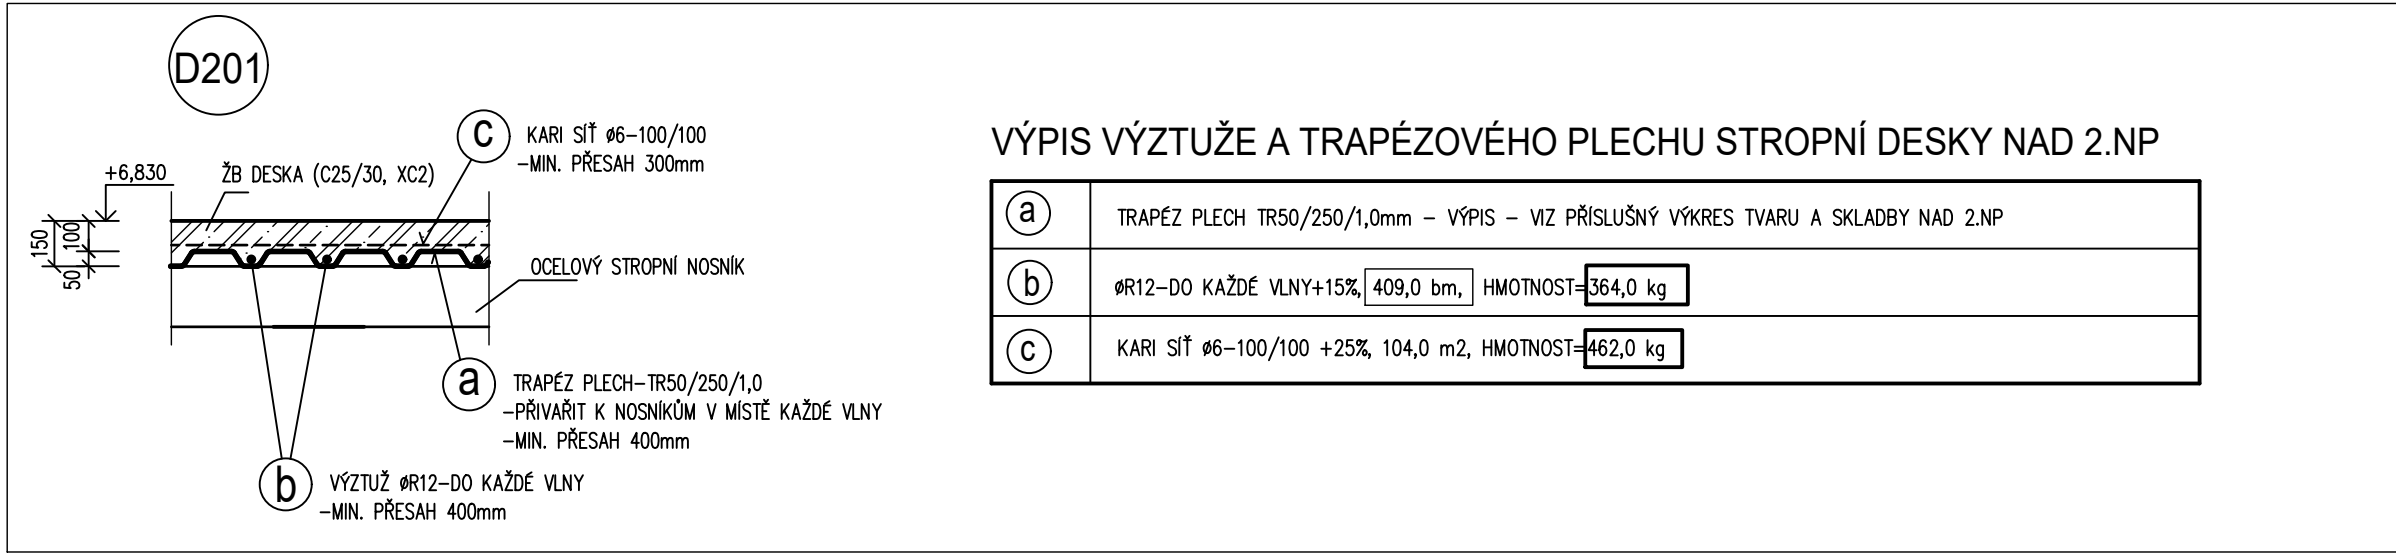 D201
c
KARI SÍŤ ø6-100/100
-MIN. PŘESAH 300mm
+6,830
ŽB DESKA (C25/30, XC2)
150
100
50
OCELOVÝ STROPNÍ NOSNÍK
a
TRAPÉZ PLECH-TR50/250/1,0
-PŘIVAŘIT K NOSNÍKŮM V MÍSTĚ KAŽDÉ VLNY
-MIN. PŘESAH 400mm
b
VÝZTUŽ øR12-DO KAŽDÉ VLNY
-MIN. PŘESAH 400mm
VÝPIS VÝZTUŽE A TRAPÉZOVÉHO PLECHU STROPNÍ DESKY NAD 2.NP
a TRAPÉZ PLECH TR50/250/1,0mm - VÝPIS - VIZ PŘÍSLUŠNÝ VÝKRES TVARU A SKLADBY NAD 2.NP
b øR12-DO KAŽDÉ VLNY+15%, 409,0 bm, HMOTNOST=364,0 kg
c KARI SÍŤ ø6-100/100 +25%, 104,0 m2, HMOTNOST=462,0 kg